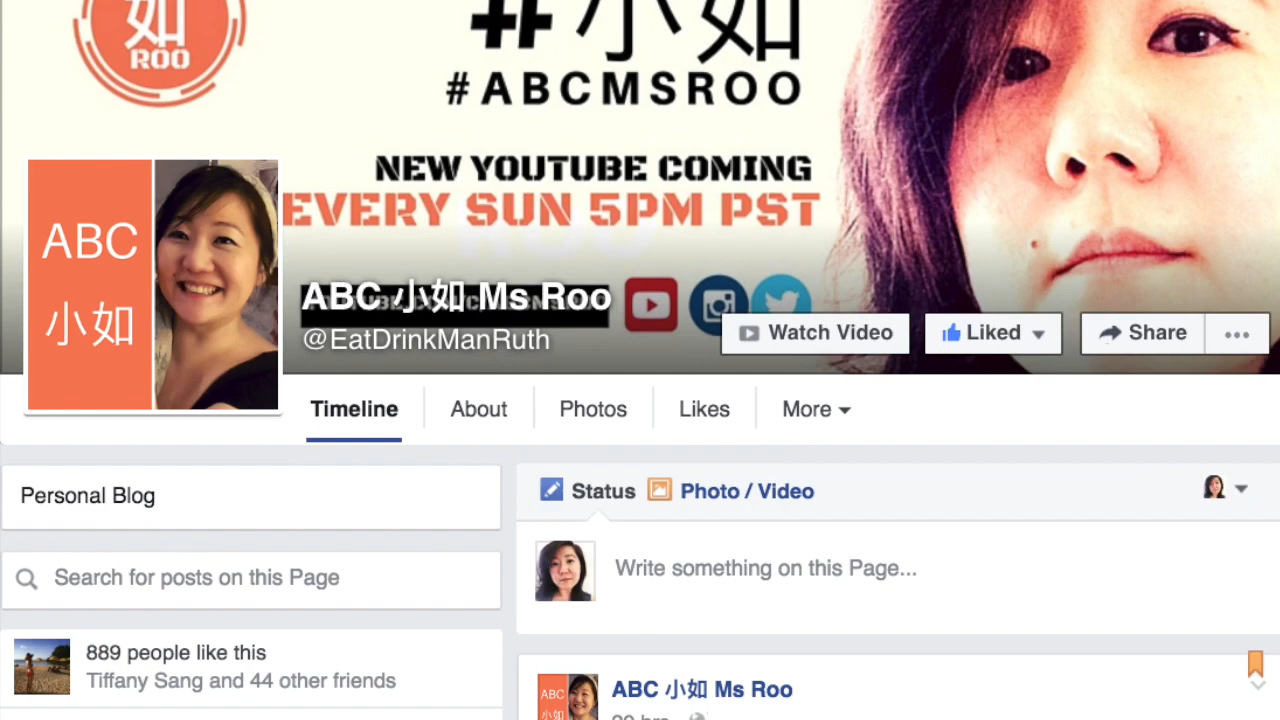 如
ROO
#小如
#ABCMSROO
NEW YOUTUBE COMING
EVERY SUN 5PM PST
ABC
小如
ABC 小如 Ms Roo
@EatDrinkManRuth
Watch Video
Liked
Share
Timeline
About
Photos
Likes
More
Personal Blog
Status
Photo / Video
Search for posts on this Page
Write something on this Page...
889 people like this
Tiffany Sang and 44 other friends
ABC
小如
ABC 小如 Ms Roo